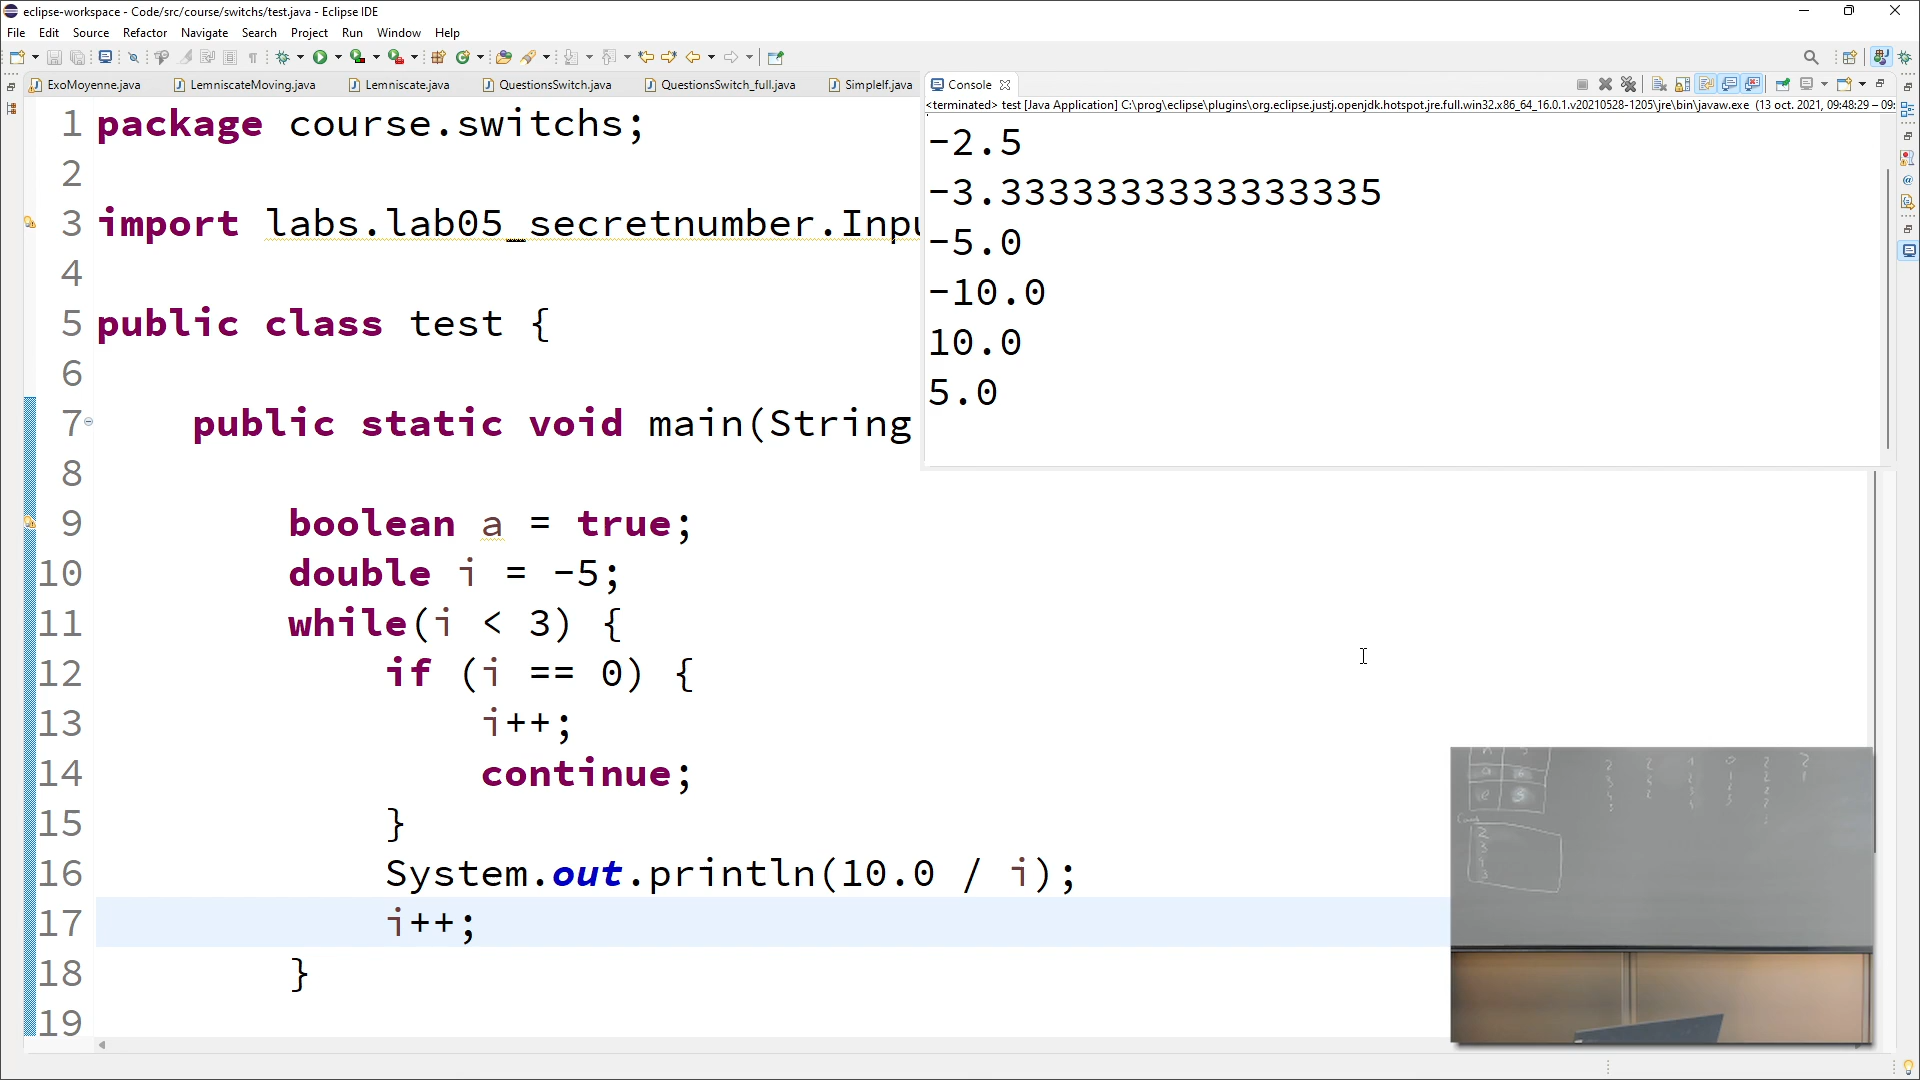 eclipse-workspace - Code/src/course/switchs/test.java - Eclipse IDE
File Edit Source Refactor Navigate Search Project Run Window Help
ExoMoyenne.java LemniscateMoving.java Lemniscate.java QuestionsSwitch.java QuestionsSwitch_full.java SimpleIf.java
Console
<terminated> test [Java Application] C:\prog\eclipse\plugins\org.eclipse.justj.openjdk.hotspot.jre.full.win32.x86_64_16.0.1.v20210528-1205\jre\bin\javaw.exe (13 oct. 2021, 09:48:29 – 09:
-2.5
-3.3333333333333335
-5.0
-10.0
10.0
5.0
1 package course.switchs;
2
3 import labs.lab05_secretnumber.Inpu
4
5 public class test {
6
7 public static void main(String
8
9 boolean a = true;
10 double i = -5;
11 while(i < 3) {
12 if (i == 0) {
13 i++;
14 continue;
15 }
16 System.out.println(10.0 / i);
17 i++;
18 }
19